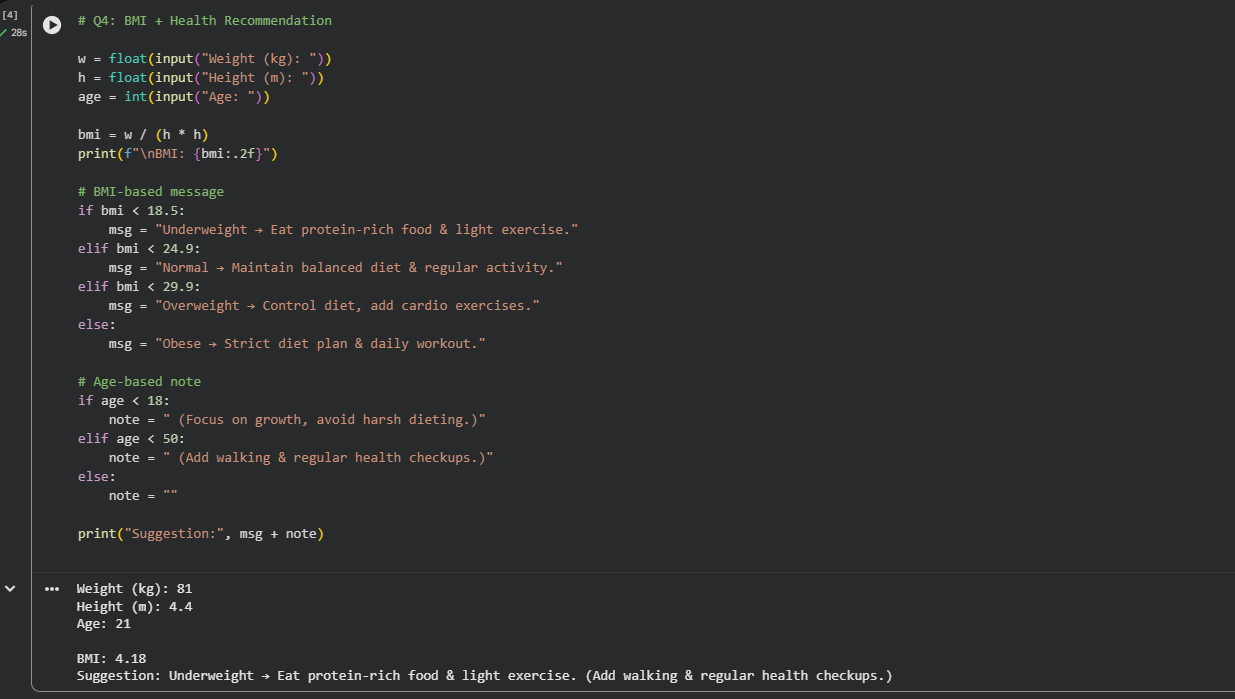 [4]
✓ 28s
# Q4: BMI + Health Recommendation
w = float(input("Weight (kg): "))
h = float(input("Height (m): "))
age = int(input("Age: "))
bmi = w / (h * h)
print(f"\nBMI: {bmi:.2f}")
# BMI-based message
if bmi < 18.5:
    msg = "Underweight → Eat protein-rich food & light exercise."
elif bmi < 24.9:
    msg = "Normal → Maintain balanced diet & regular activity."
elif bmi < 29.9:
    msg = "Overweight → Control diet, add cardio exercises."
else:
    msg = "Obese → Strict diet plan & daily workout."
# Age-based note
if age < 18:
    note = " (Focus on growth, avoid harsh dieting.)"
elif age < 50:
    note = " (Add walking & regular health checkups.)"
else:
    note = ""
print("Suggestion:", msg + note)
Weight (kg): 81
Height (m): 4.4
Age: 21
BMI: 4.18
Suggestion: Underweight → Eat protein-rich food & light exercise. (Add walking & regular health checkups.)